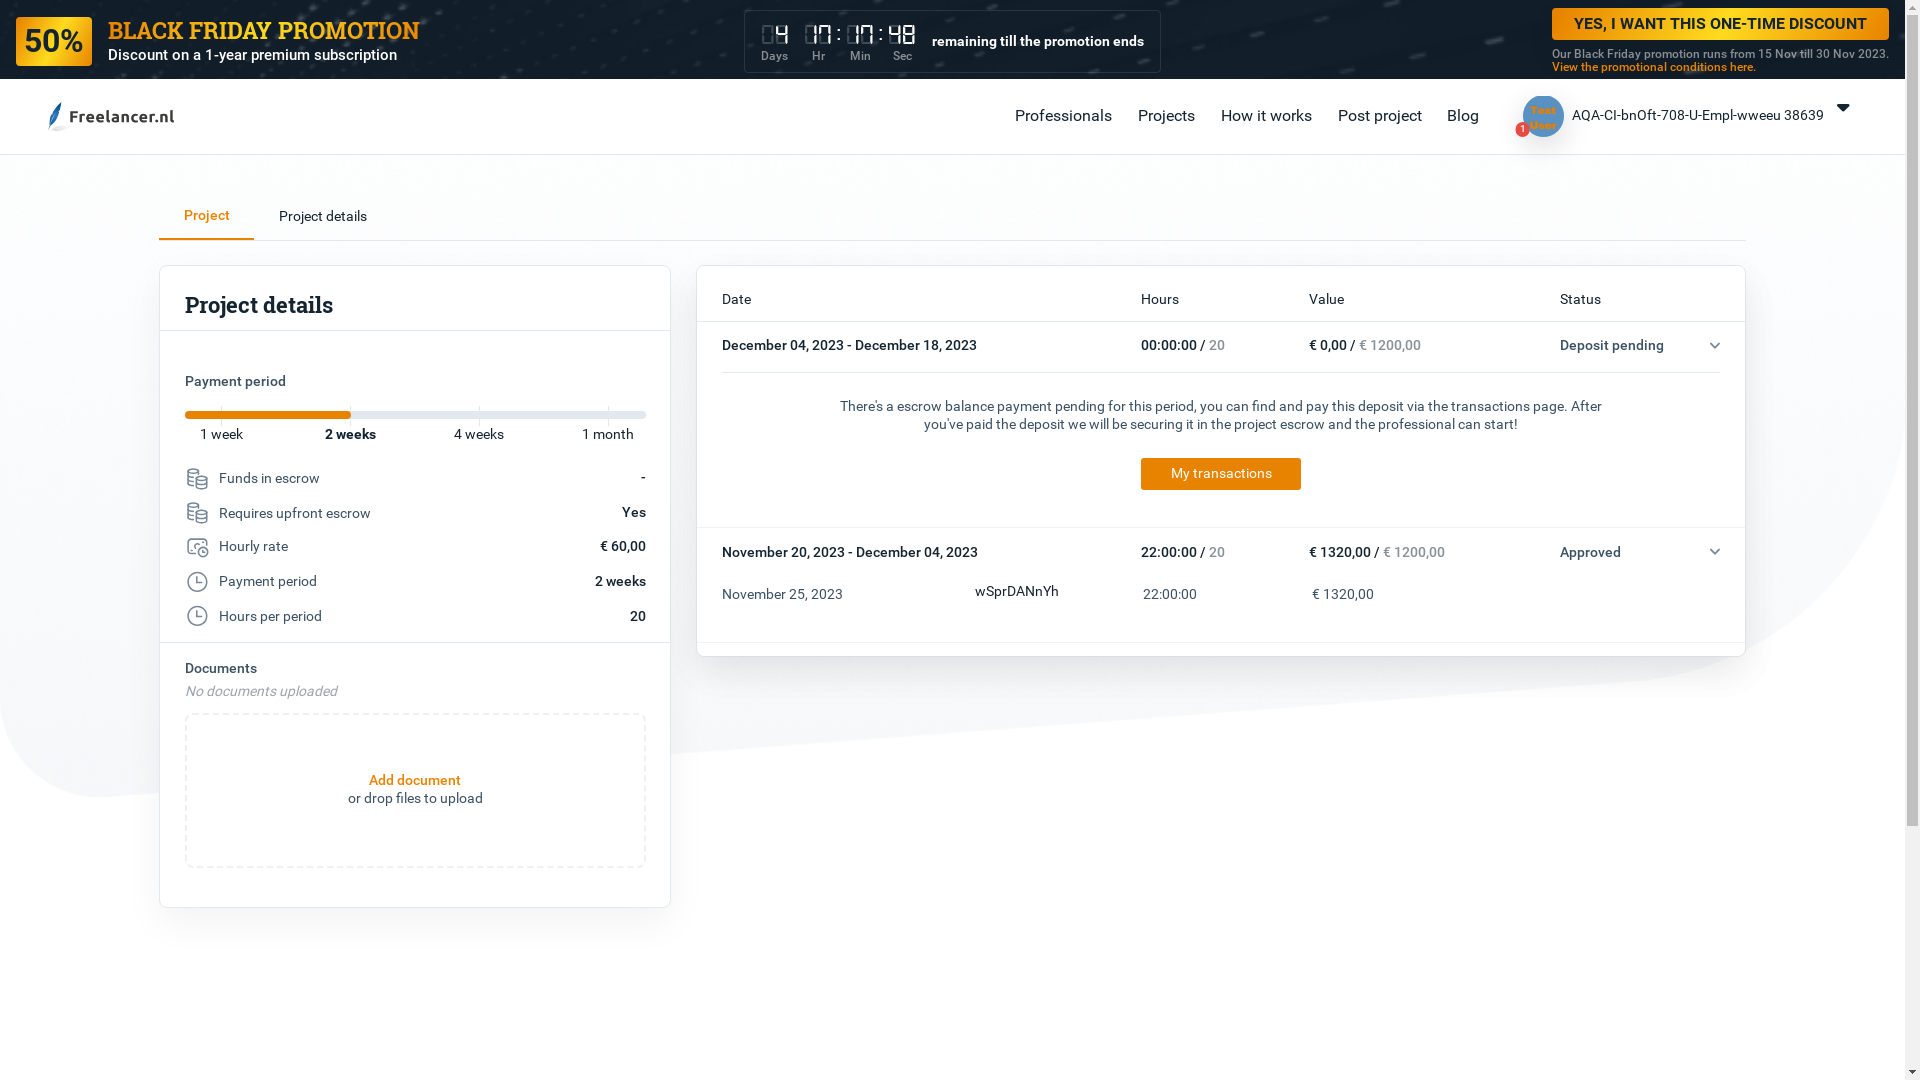 50%
BLACK FRIDAY PROMOTION
Discount on a 1-year premium subscription
4 17 : 17 : 48
Days Hr Min Sec
remaining till the promotion ends
YES, I WANT THIS ONE-TIME DISCOUNT
Our Black Friday promotion runs from 15 Nov till 30 Nov 2023.
View the promotional conditions here.
Freelancer.nl
Professionals Projects How it works Post project Blog
Test User
1
AQA-CI-bnOft-708-U-Empl-wweeu 38639
Project Project details
Project details
Payment period
1 week 2 weeks 4 weeks 1 month
Funds in escrow -
Requires upfront escrow Yes
Hourly rate € 60,00
Payment period 2 weeks
Hours per period 20
Documents
No documents uploaded
Add document
or drop files to upload
Date Hours Value Status
December 04, 2023 - December 18, 2023 00:00:00 / 20 € 0,00 / € 1200,00 Deposit pending
There's a escrow balance payment pending for this period, you can find and pay this deposit via the transactions page. After
you've paid the deposit we will be securing it in the project escrow and the professional can start!
My transactions
November 20, 2023 - December 04, 2023 22:00:00 / 20 € 1320,00 / € 1200,00 Approved
November 25, 2023 wSprDANnYh 22:00:00 € 1320,00